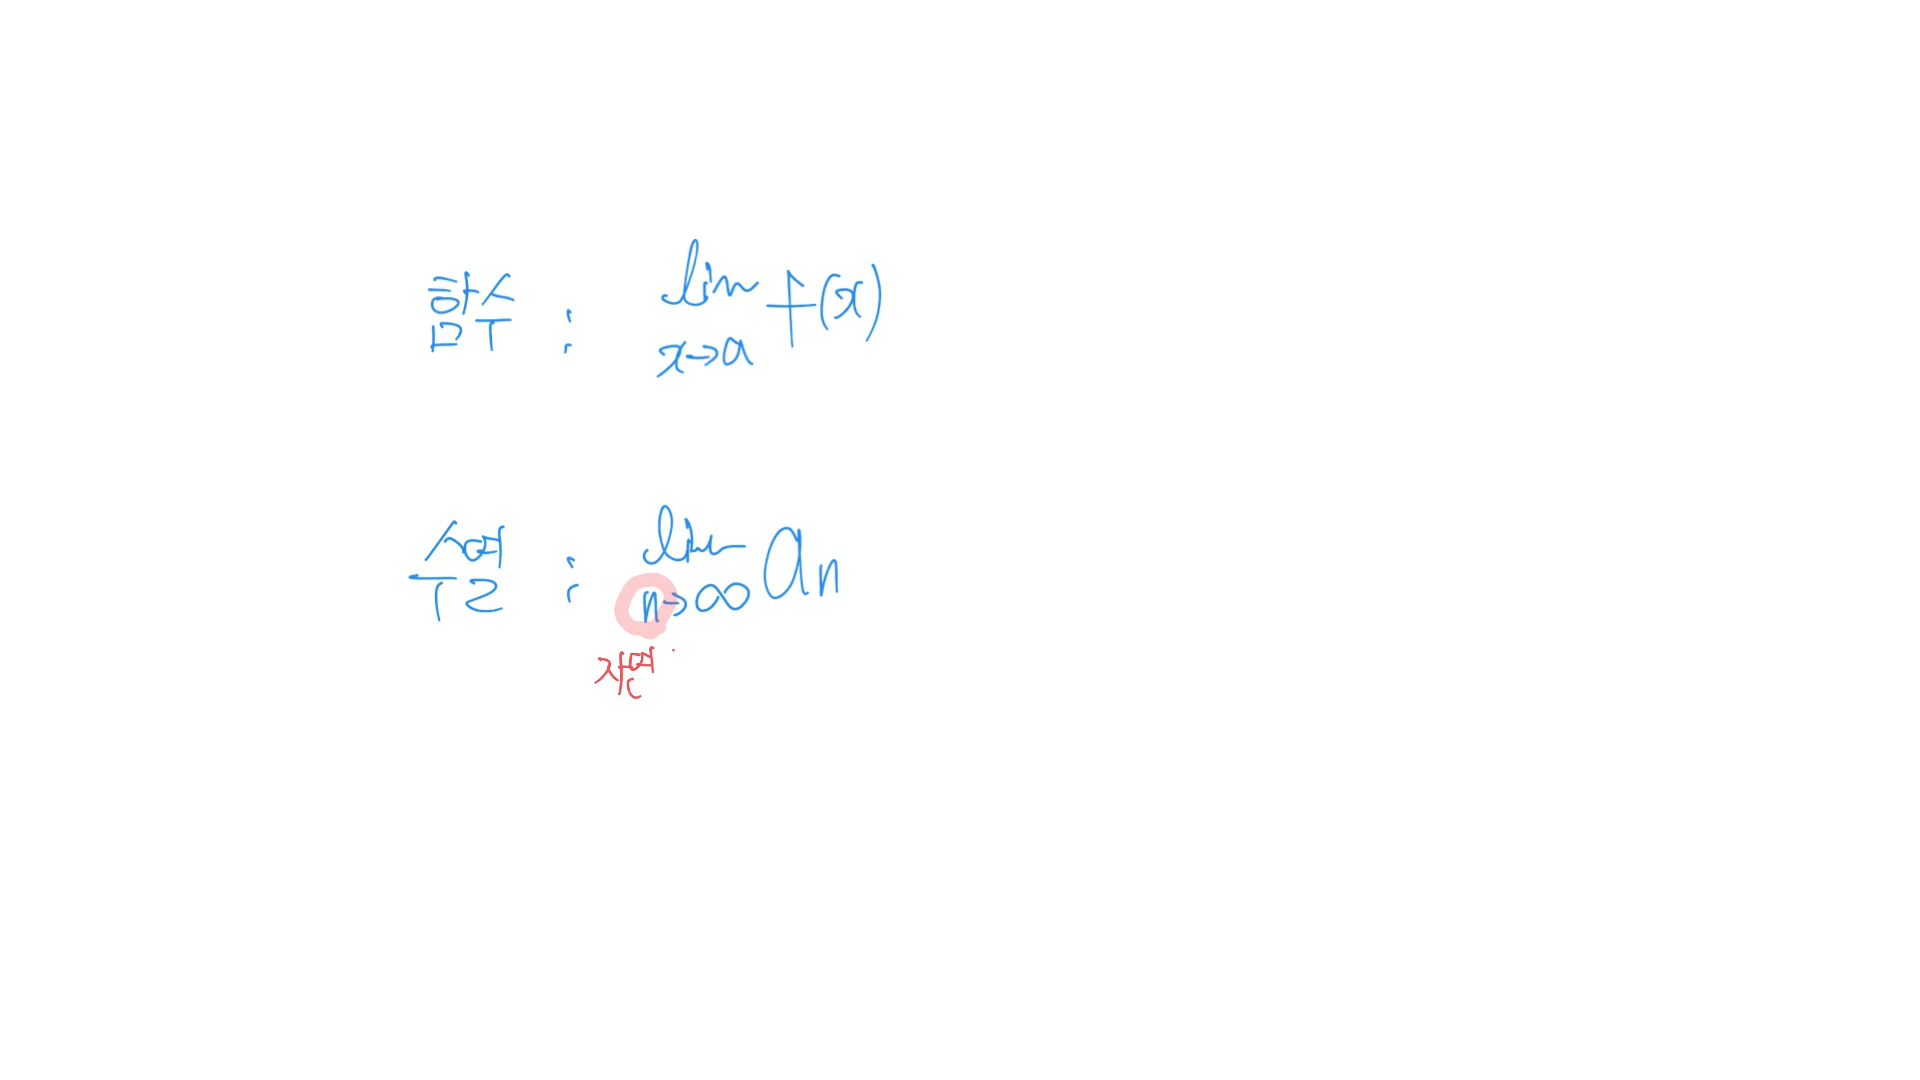 함수 : lim f(x)
x→a
수열 : lim aₙ
n→∞
자연